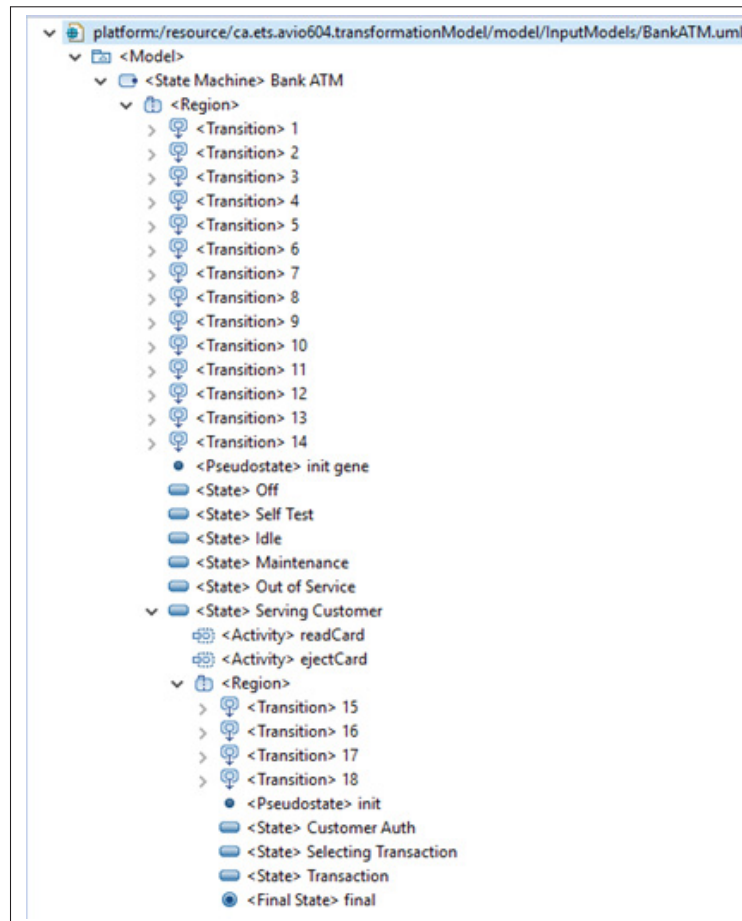 platform:/resource/ca.ets.avio604.transformationModel/model/InputModels/BankATM.uml
<Model>
<State Machine> Bank ATM
<Region>
<Transition> 1
<Transition> 2
<Transition> 3
<Transition> 4
<Transition> 5
<Transition> 6
<Transition> 7
<Transition> 8
<Transition> 9
<Transition> 10
<Transition> 11
<Transition> 12
<Transition> 13
<Transition> 14
<Pseudostate> init gene
<State> Off
<State> Self Test
<State> Idle
<State> Maintenance
<State> Out of Service
<State> Serving Customer
<Activity> readCard
<Activity> ejectCard
<Region>
<Transition> 15
<Transition> 16
<Transition> 17
<Transition> 18
<Pseudostate> init
<State> Customer Auth
<State> Selecting Transaction
<State> Transaction
<Final State> final